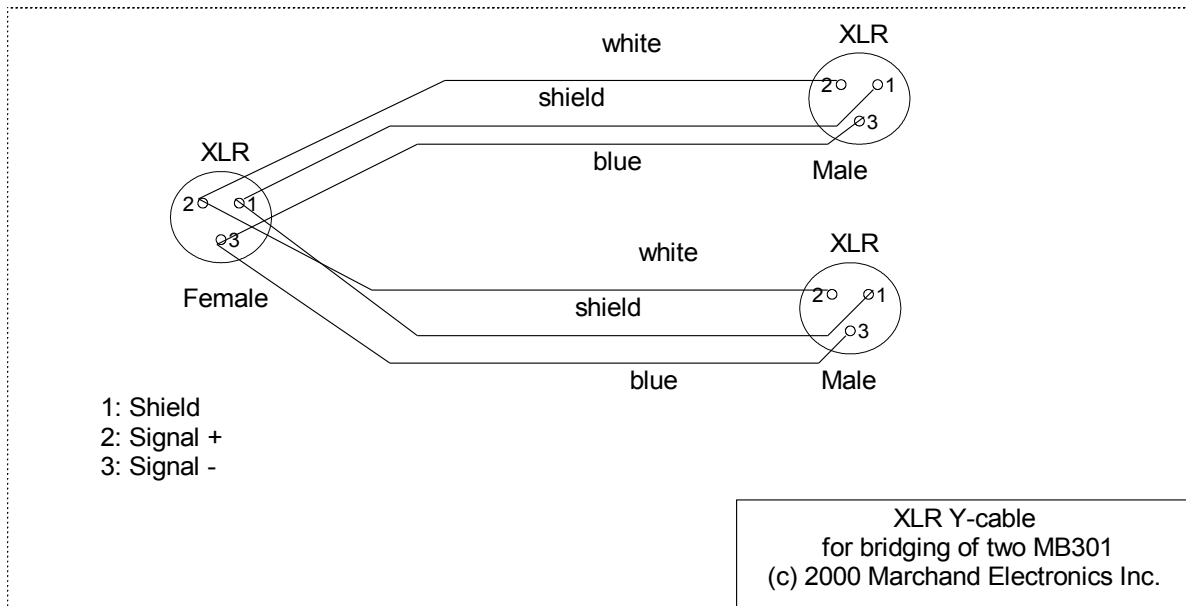 XLR
white
2
1
shield
3
XLR
blue
Male
2
1
3
XLR
white
Female
2
1
shield
3
blue
Male
1: Shield
2: Signal +
3: Signal -
XLR Y-cable
for bridging of two MB301
(c) 2000 Marchand Electronics Inc.